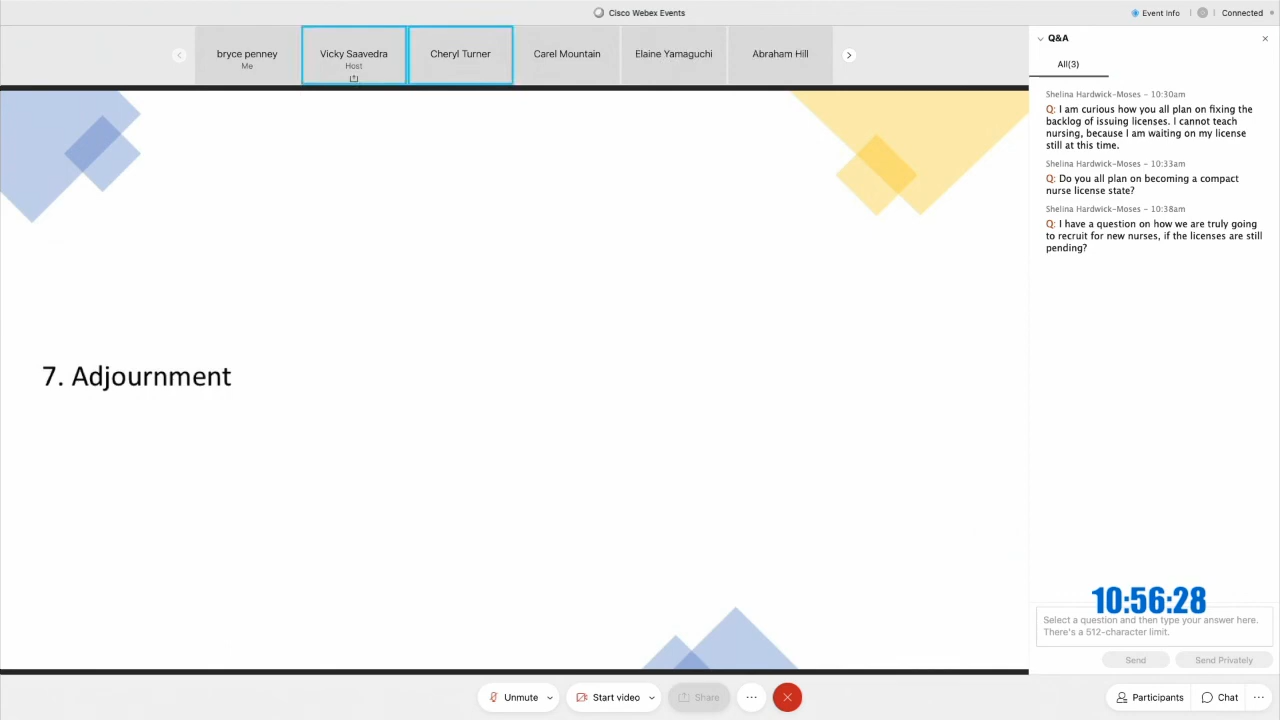 Cisco Webex Events
Event Info
Connected
bryce penney
Me
Vicky Saavedra
Host
Cheryl Turner
Carel Mountain
Elaine Yamaguchi
Abraham Hill
Q&A
All(3)
Shelina Hardwick-Moses - 10:30am
Q: I am curious how you all plan on fixing the
backlog of issuing licenses. I cannot teach
nursing, because I am waiting on my license
still at this time.
Shelina Hardwick-Moses - 10:33am
Q: Do you all plan on becoming a compact
nurse license state?
Shelina Hardwick-Moses - 10:38am
Q: I have a question on how we are truly going
to recruit for new nurses, if the licenses are still
pending?
7. Adjournment
10:56:28
Select a question and then type your answer here.
There's a 512-character limit.
Send
Send Privately
Unmute
Start video
Share
Participants
Chat